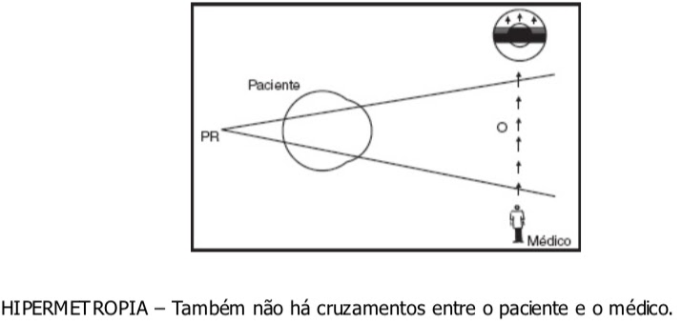 Paciente
PR
O
Médico
HIPERMETROPIA – Também não há cruzamentos entre o paciente e o médico.